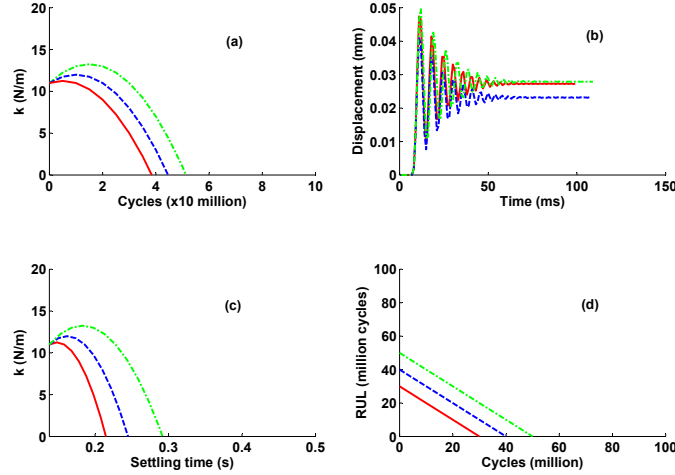 20
15
10
5
0
k (N/m)
(a)
0 2 4 6 8 10
Cycles (x10 million)
0.05
0.04
0.03
0.02
0.01
0
Displacement (mm)
(b)
0 50 100 150
Time (ms)
20
15
10
5
0
k (N/m)
(c)
0.2 0.3 0.4 0.5
Settling time (s)
100
80
60
40
20
0
RUL (million cycles)
(d)
0 20 40 60 80 100
Cycles (million)